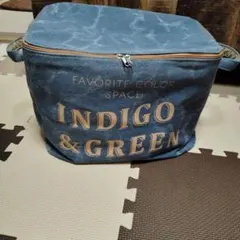 FAVORITE COLOR
SPACE
INDIGO
& GREEN